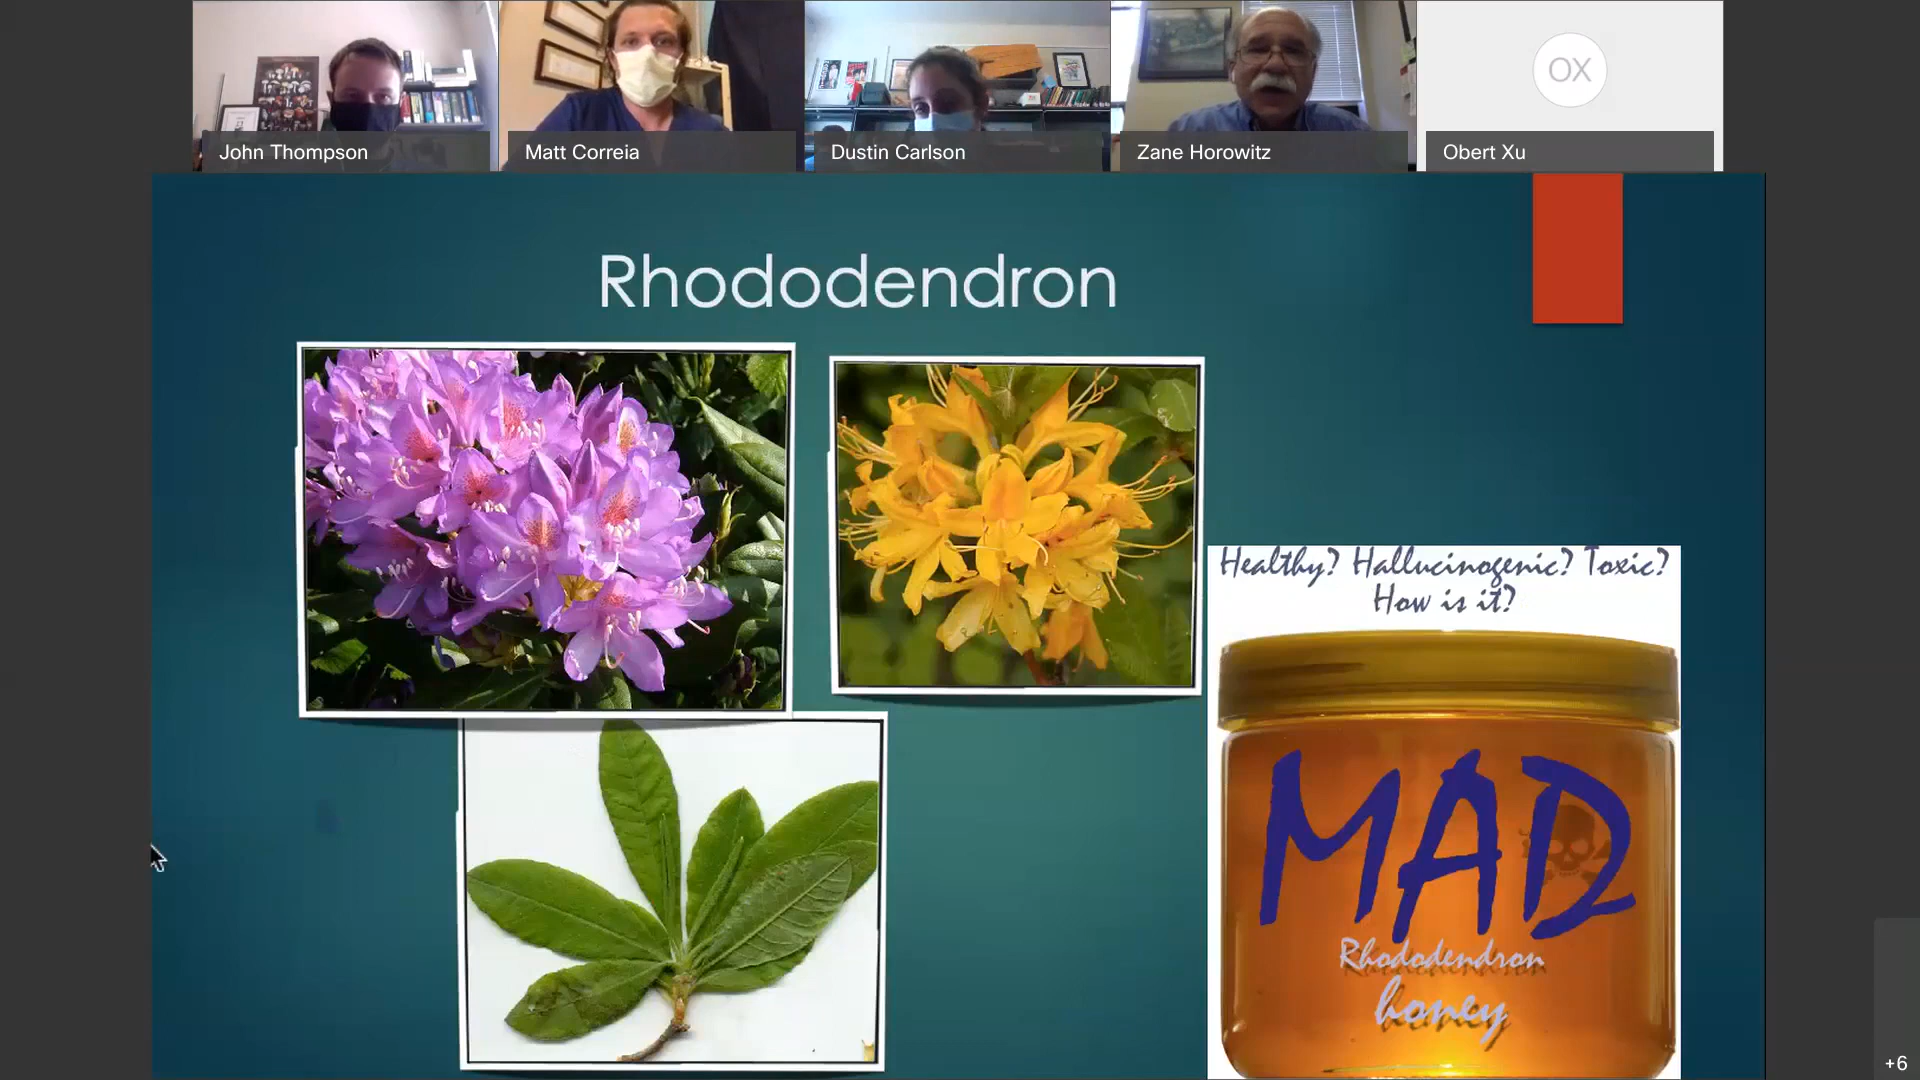 John Thompson
Matt Correia
Dustin Carlson
Zane Horowitz
OX
Obert Xu
Rhododendron
Healthy? Hallucinogenic? Toxic?
How is it?
MAD
Rhododendron
honey
+6